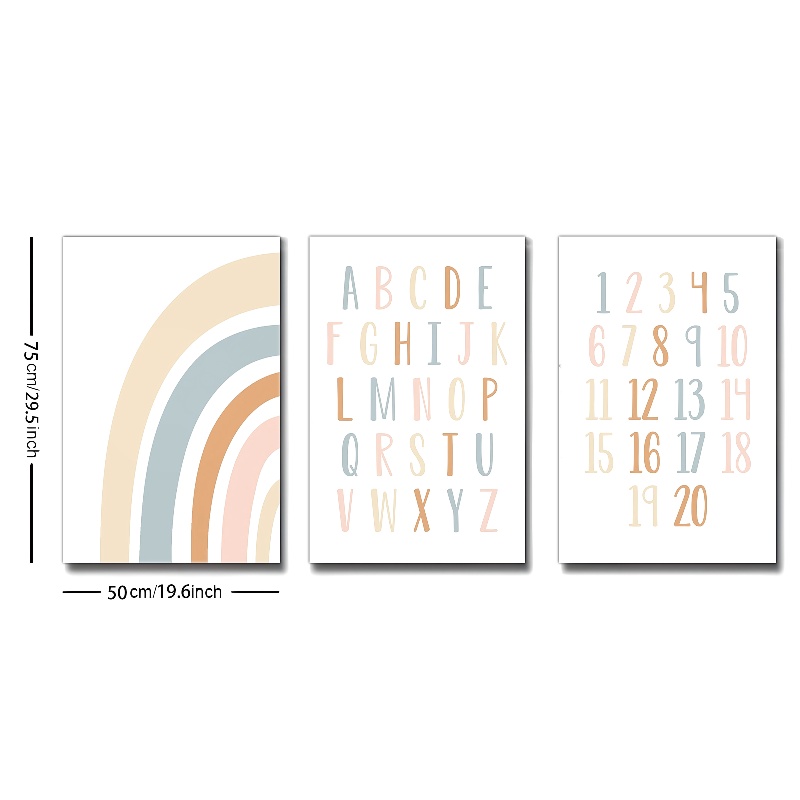 75cm/29.5inch
50cm/19.6inch
A B C D E
F G H I J K
L M N O P
Q R S T U
V W X Y Z
1 2 3 4 5
6 7 8 9 10
11 12 13 14
15 16 17 18
19 20